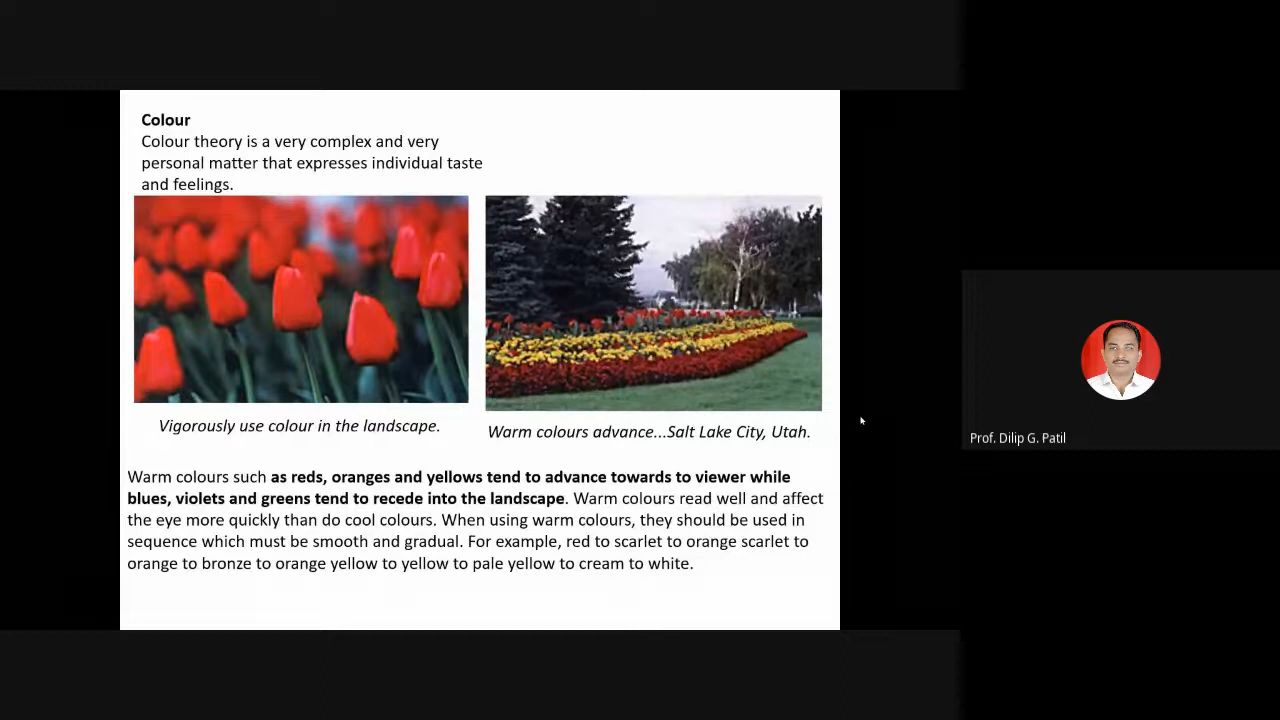 Colour
Colour theory is a very complex and very
personal matter that expresses individual taste
and feelings.
Vigorously use colour in the landscape.
Warm colours advance...Salt Lake City, Utah.
Warm colours such as reds, oranges and yellows tend to advance towards to viewer while
blues, violets and greens tend to recede into the landscape. Warm colours read well and affect
the eye more quickly than do cool colours. When using warm colours, they should be used in
sequence which must be smooth and gradual. For example, red to scarlet to orange scarlet to
orange to bronze to orange yellow to yellow to pale yellow to cream to white.
Prof. Dilip G. Patil